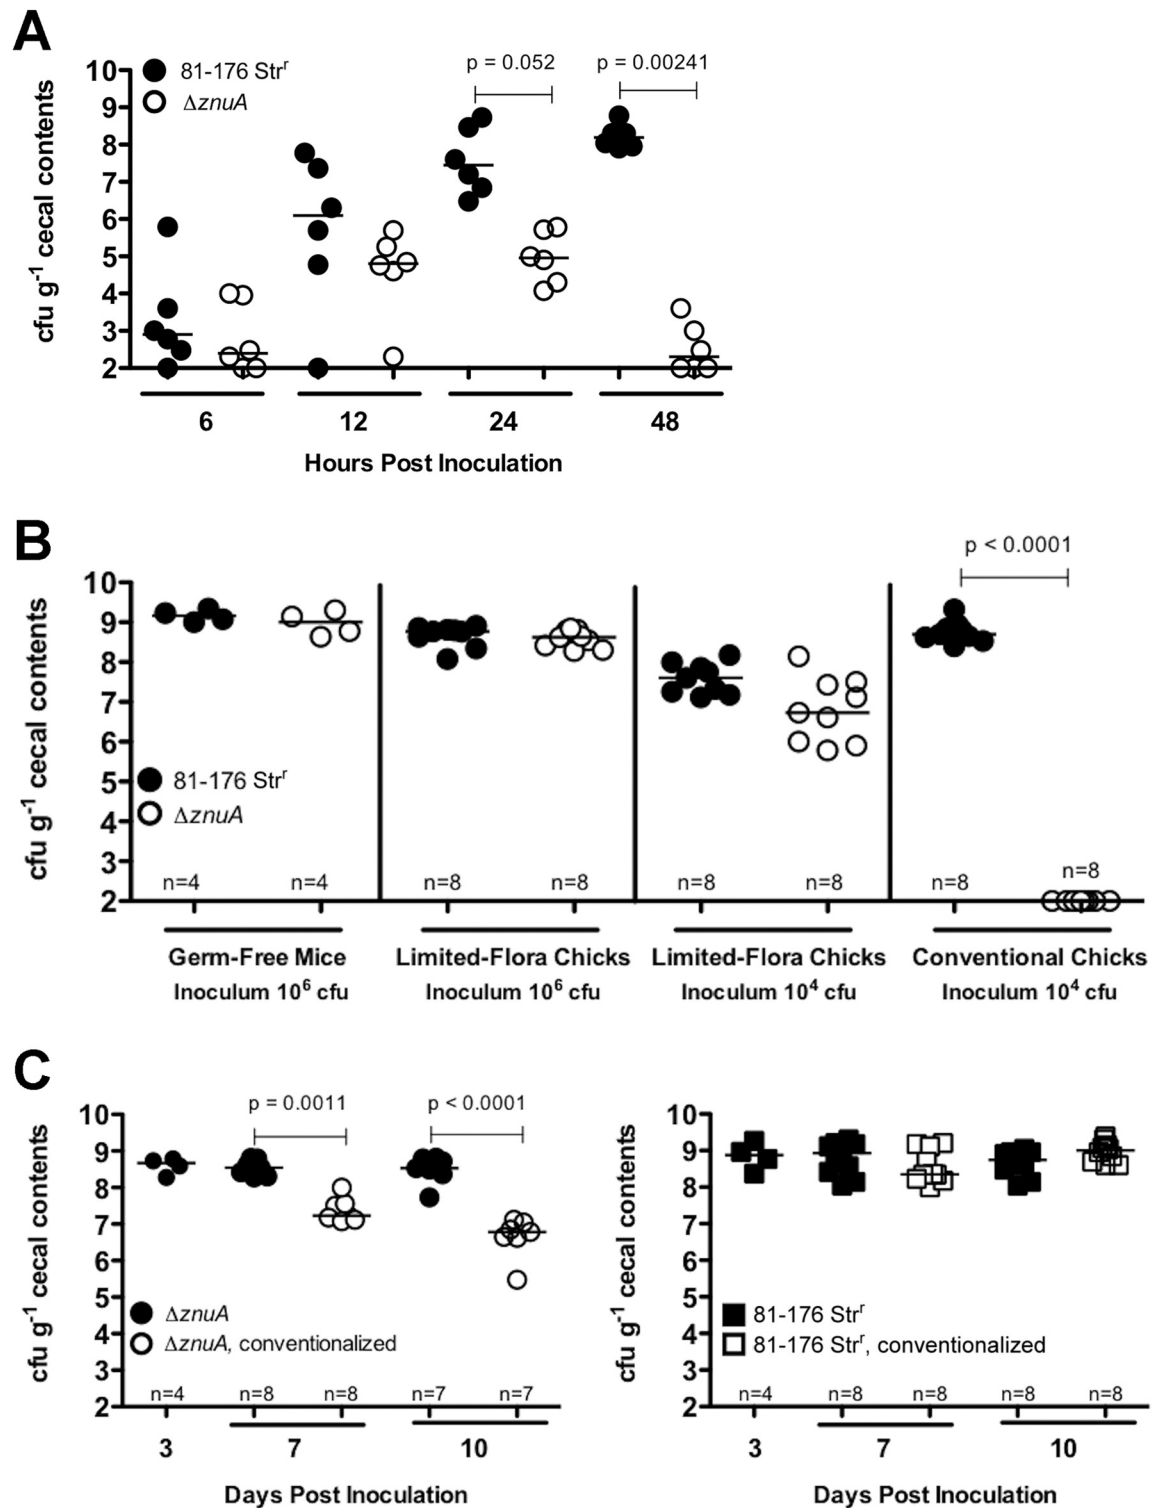 A
81-176 Strʳ
ΔznuA
p = 0.052
p = 0.00241
cfu g⁻¹ cecal contents
10
9
8
7
6
5
4
3
2
6
12
24
48
Hours Post Inoculation
B
p < 0.0001
cfu g⁻¹ cecal contents
10
9
8
7
6
5
4
3
2
81-176 Strʳ
ΔznuA
n=4
n=4
n=8
n=8
n=8
n=8
n=8
n=8
Germ-Free Mice
Inoculum 10⁶ cfu
Limited-Flora Chicks
Inoculum 10⁶ cfu
Limited-Flora Chicks
Inoculum 10⁴ cfu
Conventional Chicks
Inoculum 10⁴ cfu
C
p = 0.0011
p < 0.0001
cfu g⁻¹ cecal contents
10
9
8
7
6
5
4
3
2
ΔznuA
ΔznuA, conventionalized
n=4
n=8
n=8
n=7
n=7
3
7
10
Days Post Inoculation
cfu g⁻¹ cecal contents
10
9
8
7
6
5
4
3
2
81-176 Strʳ
81-176 Strʳ, conventionalized
n=4
n=8
n=8
n=8
n=8
3
7
10
Days Post Inoculation